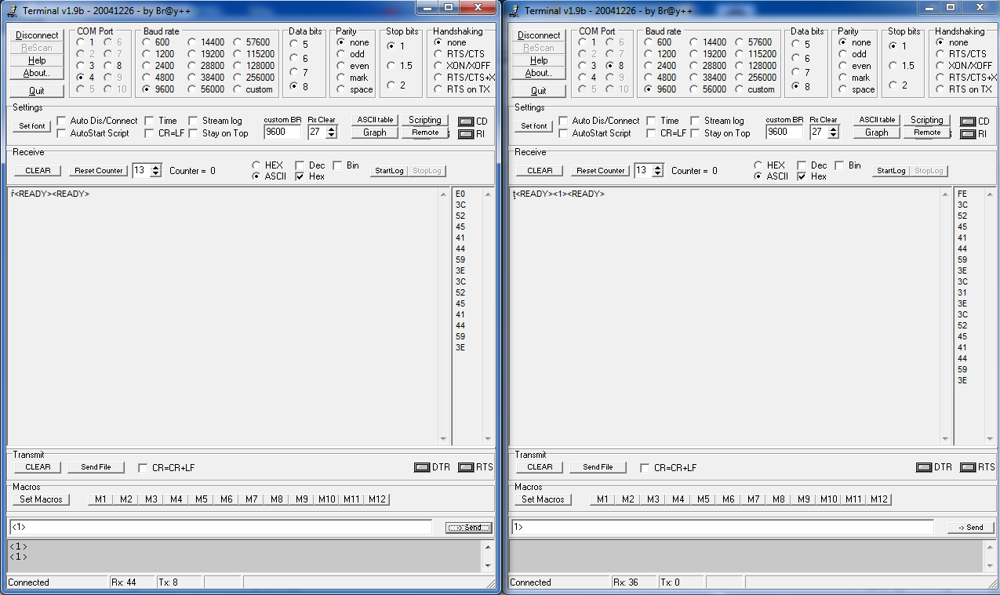 Terminal v1.9b - 20041226 - by Br@y++
Disconnect
ReScan
Help
About..
Quit
COM Port
1 6
2 7
3 8
4 9
5 10
Baud rate
600 14400 57600
1200 19200 115200
2400 28800 128000
4800 38400 256000
9600 56000 custom
Data bits
5
6
7
8
Parity
none
odd
even
mark
space
Stop bits
1
1.5
2
Handshaking
none
RTS/CTS
XON/XOFF
RTS/CTS+X
RTS on TX
Settings
Set font
Auto Dis/Connect Time Stream log
AutoStart Script CR=LF Stay on Top
custom BR Rx Clear
9600 27
ASCII table Scripting
Graph Remote
CD
RI
Receive
CLEAR Reset Counter 13 Counter = 0
HEX Dec Bin
ASCII Hex
StartLog StopLog
ŕ<READY><READY>
E0
3C
52
45
41
44
59
3E
3C
52
45
41
44
59
3E
Transmit
CLEAR Send File CR=CR+LF DTR RTS
Macros
Set Macros M1 M2 M3 M4 M5 M6 M7 M8 M9 M10 M11 M12
<1> -> Send
<1>
<1>
Connected Rx: 44 Tx: 8
Terminal v1.9b - 20041226 - by Br@y++
Disconnect
ReScan
Help
About..
Quit
COM Port
1 6
2 7
3 8
4 9
5 10
Baud rate
600 14400 57600
1200 19200 115200
2400 28800 128000
4800 38400 256000
9600 56000 custom
Data bits
5
6
7
8
Parity
none
odd
even
mark
space
Stop bits
1
1.5
2
Handshaking
none
RTS/CTS
XON/XOFF
RTS/CTS+X
RTS on TX
Settings
Set font
Auto Dis/Connect Time Stream log
AutoStart Script CR=LF Stay on Top
custom BR Rx Clear
9600 27
ASCII table Scripting
Graph Remote
CD
RI
Receive
CLEAR Reset Counter 13 Counter = 0
HEX Dec Bin
ASCII Hex
StartLog StopLog
ţ<READY><1><READY>
FE
3C
52
45
41
44
59
3E
3C
31
3E
3C
52
45
41
44
59
3E
Transmit
CLEAR Send File CR=CR+LF DTR RTS
Macros
Set Macros M1 M2 M3 M4 M5 M6 M7 M8 M9 M10 M11 M12
1> -> Send
Connected Rx: 36 Tx: 0